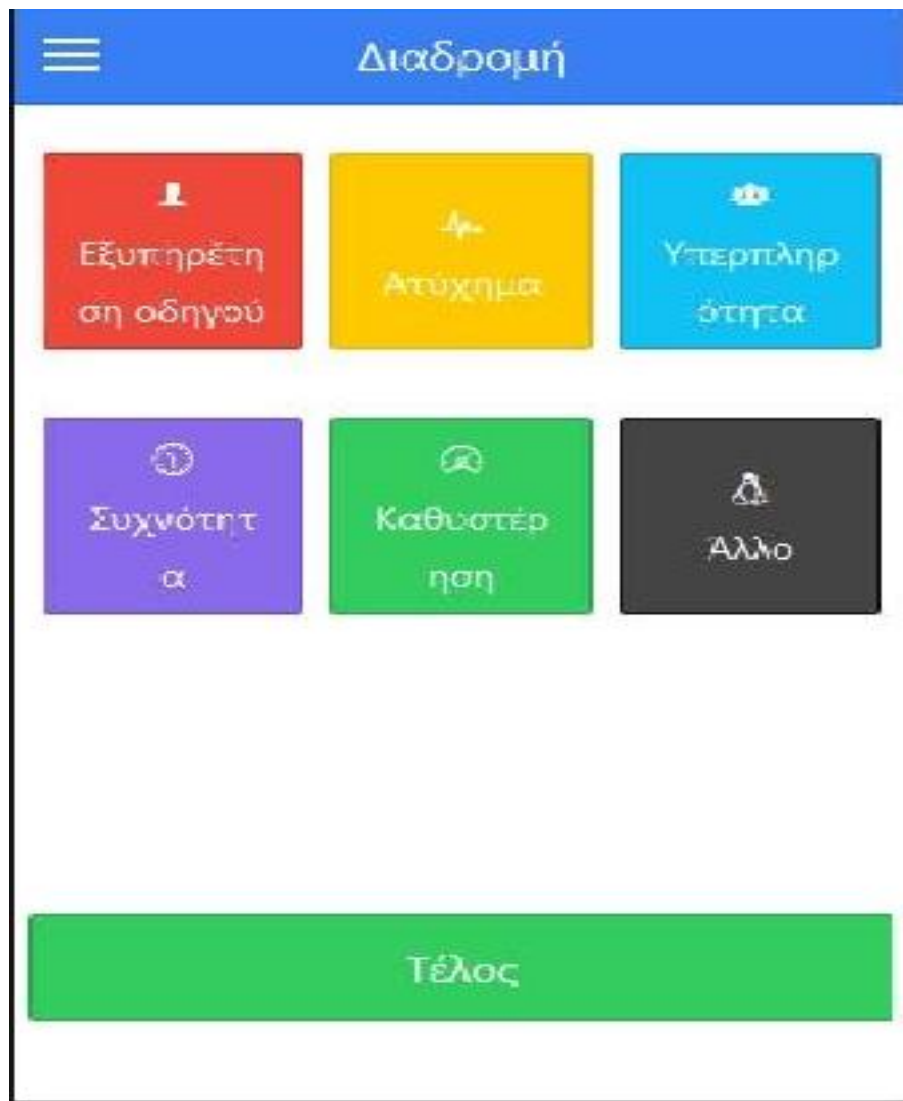 Διαδρομή
Εξυπηρέτη
ση οδηγού
Ατύχημα
Υπερπληρ
ότητα
Συχνότητ
α
Καθυστέρ
ηση
Άλλο
Τέλος